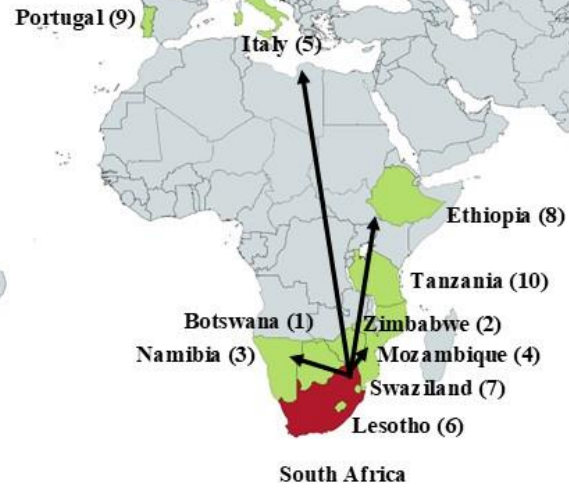 Portugal (9)
Italy (5)
Ethiopia (8)
Tanzania (10)
Botswana (1)
Zimbabwe (2)
Namibia (3)
Mozambique (4)
Swaziland (7)
Lesotho (6)
South Africa